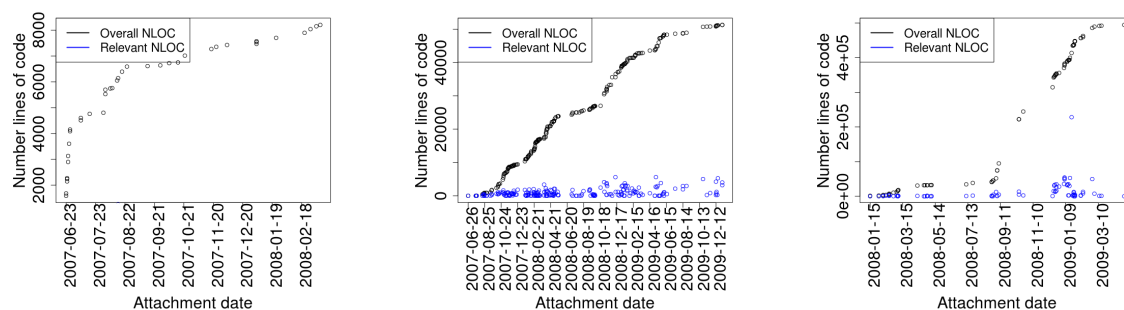 Overall NLOC
Relevant NLOC
Number lines of code
2000 4000 6000 8000
2007-06-23 2007-07-23 2007-08-22 2007-09-21 2007-10-21 2007-11-20 2007-12-20 2008-01-19 2008-02-18
Attachment date
Overall NLOC
Relevant NLOC
Number lines of code
0 20000 40000
2007-06-26 2007-08-25 2007-10-24 2007-12-23 2008-02-21 2008-04-21 2008-06-20 2008-08-19 2008-10-18 2008-12-17 2009-02-15 2009-04-16 2009-06-15 2009-08-14 2009-10-13 2009-12-12
Attachment date
Overall NLOC
Relevant NLOC
Number lines of code
0e+00 2e+05 4e+05
2008-01-15 2008-03-15 2008-05-14 2008-07-13 2008-09-11 2008-11-10 2009-01-09 2009-03-10
Attachment date